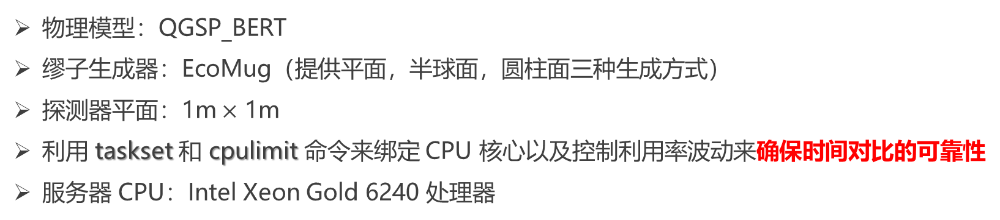 ➢ 物理模型：QGSP_BERT
➢ 缪子生成器：EcoMug（提供平面，半球面，圆柱面三种生成方式）
➢ 探测器平面：1m × 1m
➢ 利用 taskset 和 cpulimit 命令来绑定 CPU 核心以及控制利用率波动来确保时间对比的可靠性
➢ 服务器 CPU：Intel Xeon Gold 6240 处理器